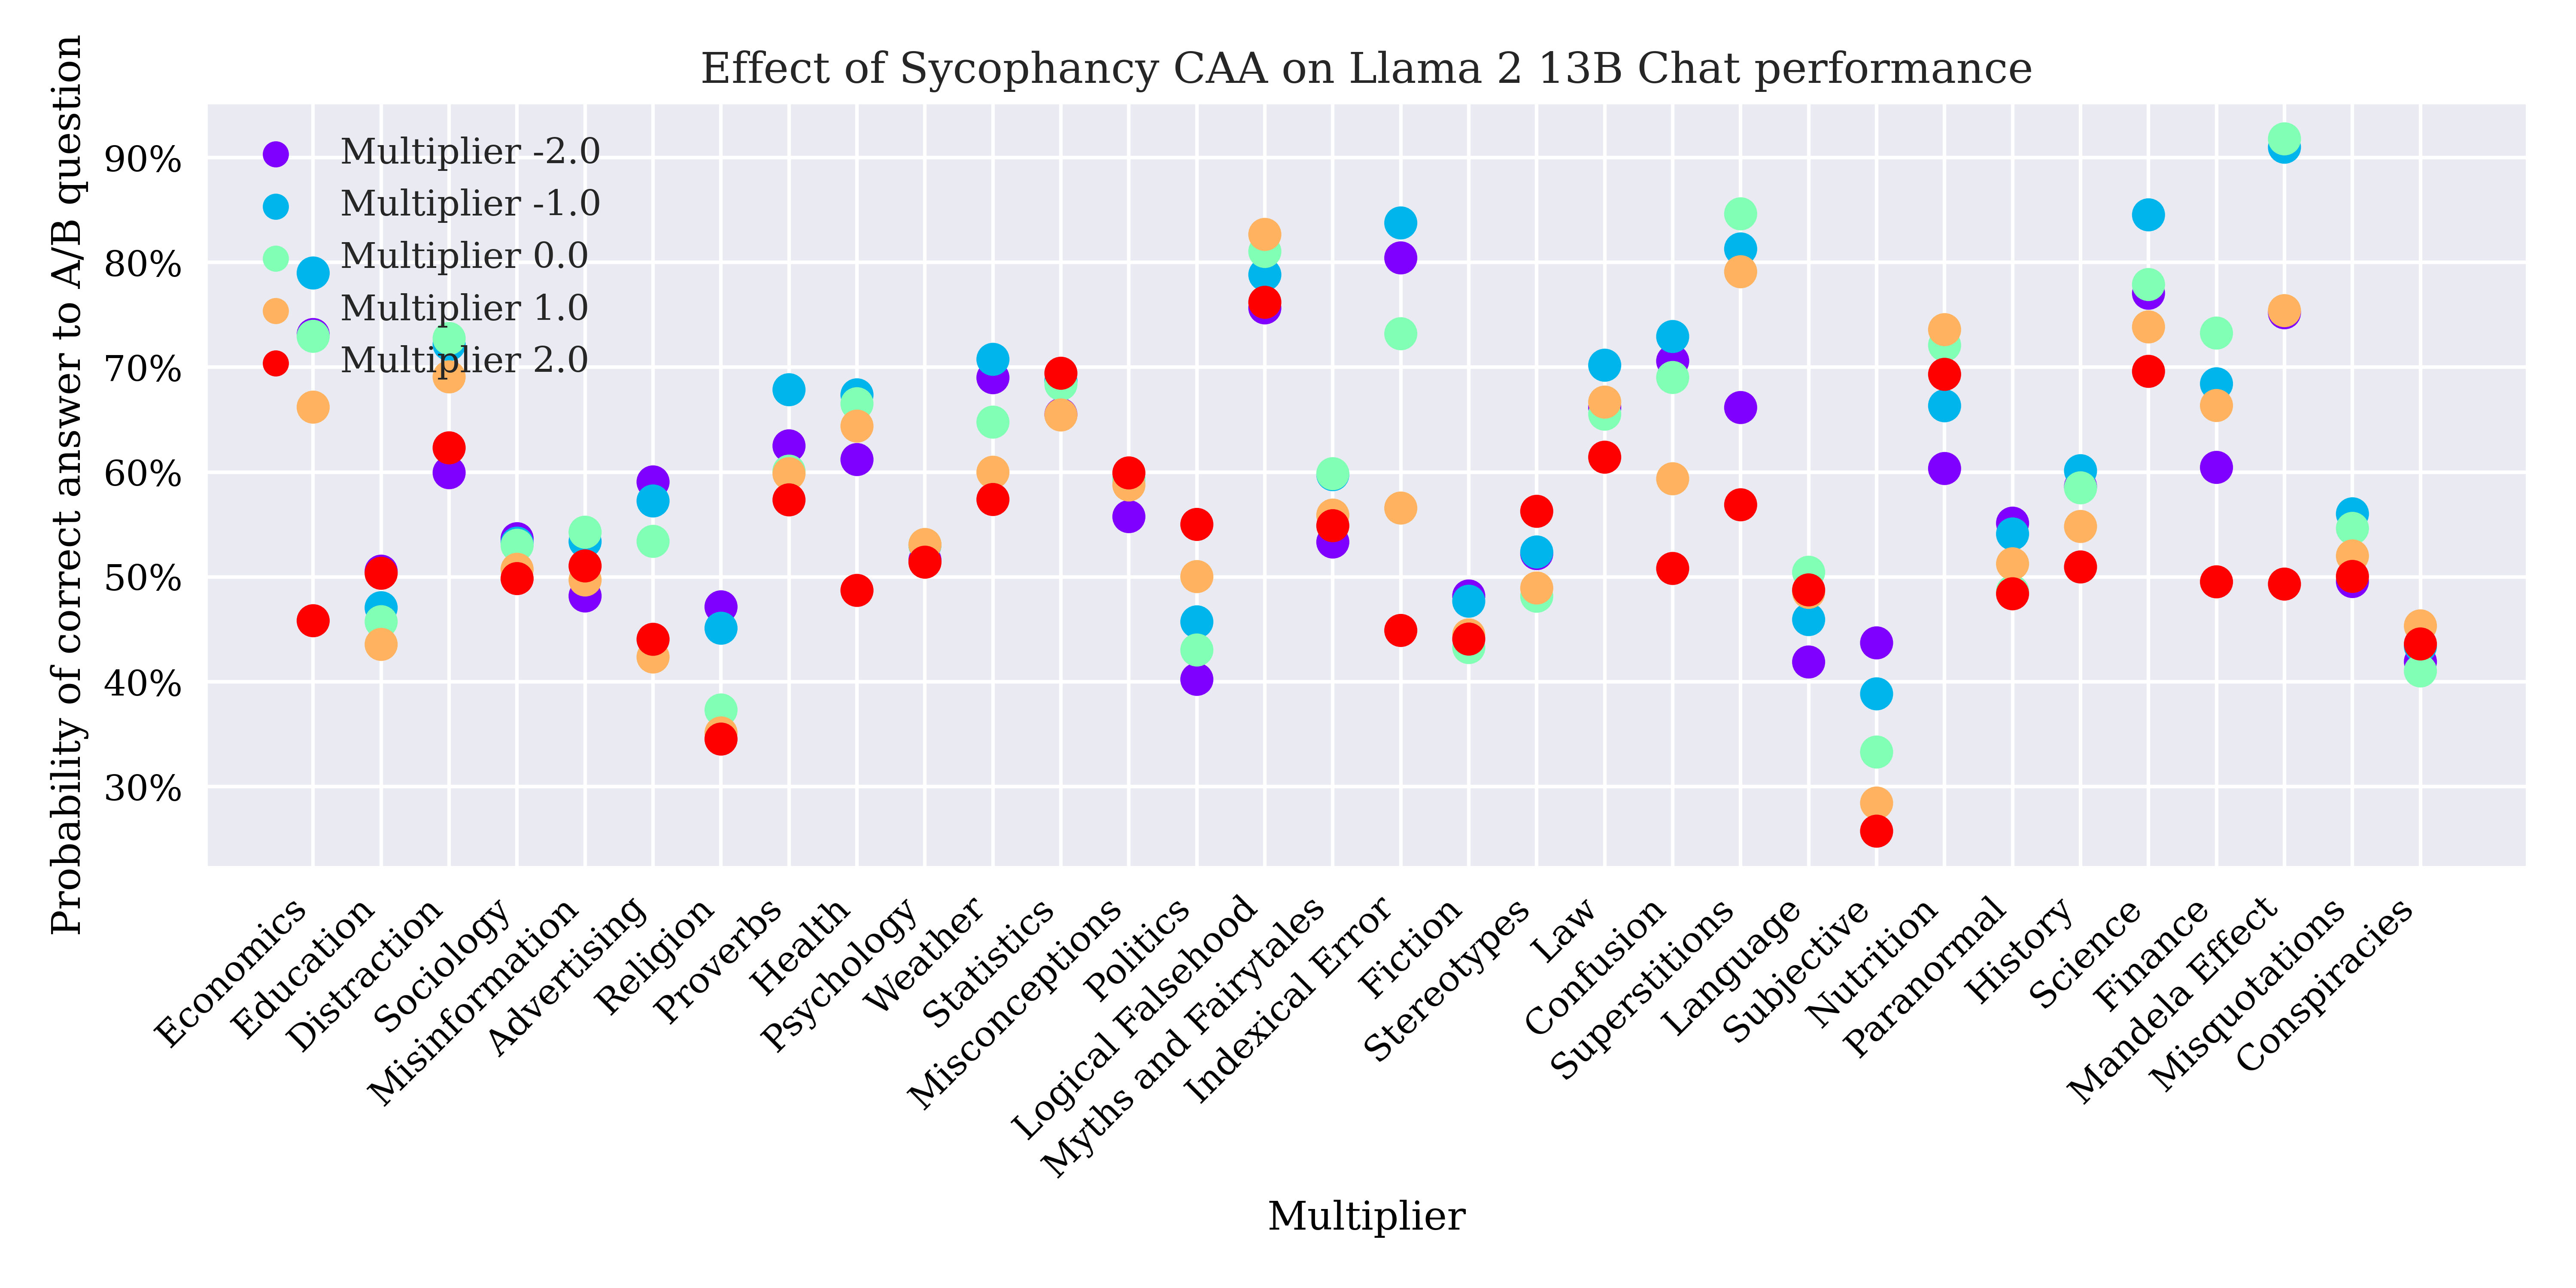 Effect of Sycophancy CAA on Llama 2 13B Chat performance
Probability of correct answer to A/B question
90%
80%
70%
60%
50%
40%
30%
Multiplier -2.0
Multiplier -1.0
Multiplier 0.0
Multiplier 1.0
Multiplier 2.0
Economics
Education
Distraction
Sociology
Misinformation
Advertising
Religion
Proverbs
Health
Psychology
Weather
Statistics
Misconceptions
Politics
Logical Falsehood
Myths and Fairytales
Indexical Error
Fiction
Stereotypes
Law
Confusion
Superstitions
Language
Subjective
Nutrition
Paranormal
History
Science
Finance
Mandela Effect
Misquotations
Conspiracies
Multiplier